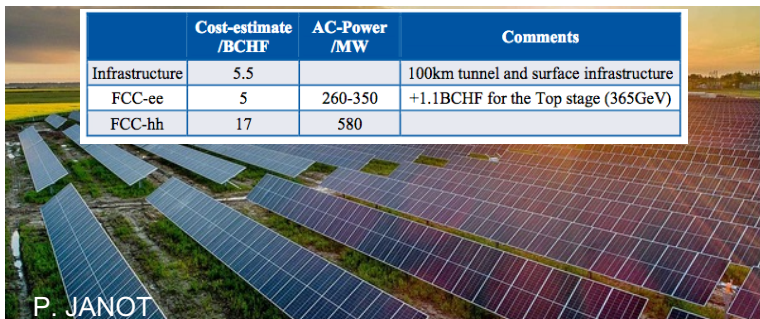 Cost-estimate /BCHF AC-Power /MW Comments
Infrastructure 5.5 100km tunnel and surface infrastructure
FCC-ee 5 260-350 +1.1BCHF for the Top stage (365GeV)
FCC-hh 17 580
P. JANOT